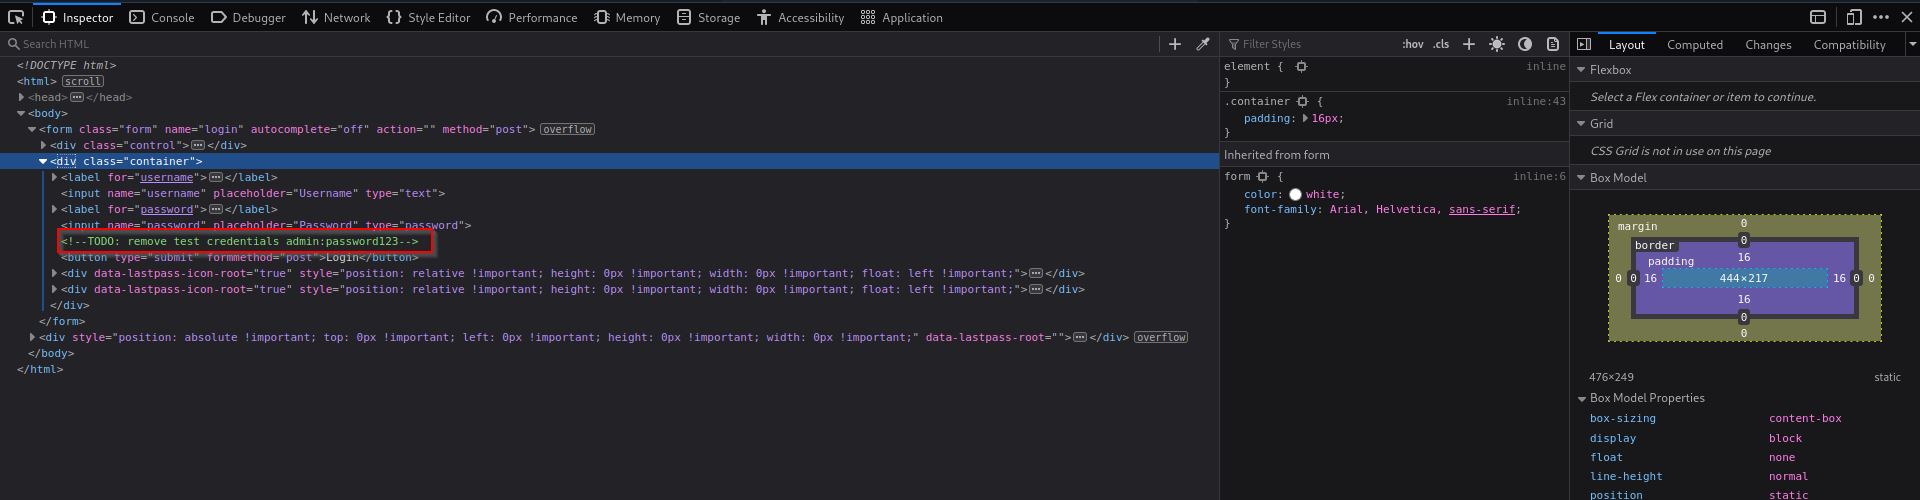 Inspector Console Debugger Network Style Editor Performance Memory Storage Accessibility Application
Search HTML
<!DOCTYPE html>
<html> scroll
<head></head>
<body>
<form class="form" name="login" autocomplete="off" action="" method="post"> overflow
<div class="control"></div>
<div class="container">
<label for="username"></label>
<input name="username" placeholder="Username" type="text">
<label for="password"></label>
<input name="password" placeholder="Password" type="password">
<!--TODO: remove test credentials admin:password123-->
<button type="submit" formmethod="post">Login</button>
<div data-lastpass-icon-root="true" style="position: relative !important; height: 0px !important; width: 0px !important; float: left !important;"></div>
<div data-lastpass-icon-root="true" style="position: relative !important; height: 0px !important; width: 0px !important; float: left !important;"></div>
</div>
</form>
<div style="position: absolute !important; top: 0px !important; left: 0px !important; height: 0px !important; width: 0px !important;" data-lastpass-root=""></div> overflow
</body>
</html>
Filter Styles :hov .cls
element { inline
}
.container { inline:43
padding: 16px;
}
Inherited from form
form { inline:6
color: white;
font-family: Arial, Helvetica, sans-serif;
}
Layout Computed Changes Compatibility
Flexbox
Select a Flex container or item to continue.
Grid
CSS Grid is not in use on this page
Box Model
margin 0
border 0
padding 16
0 0 16 444×217 16 0 0
16
0
0
476×249 static
Box Model Properties
box-sizing content-box
display block
float none
line-height normal
position static